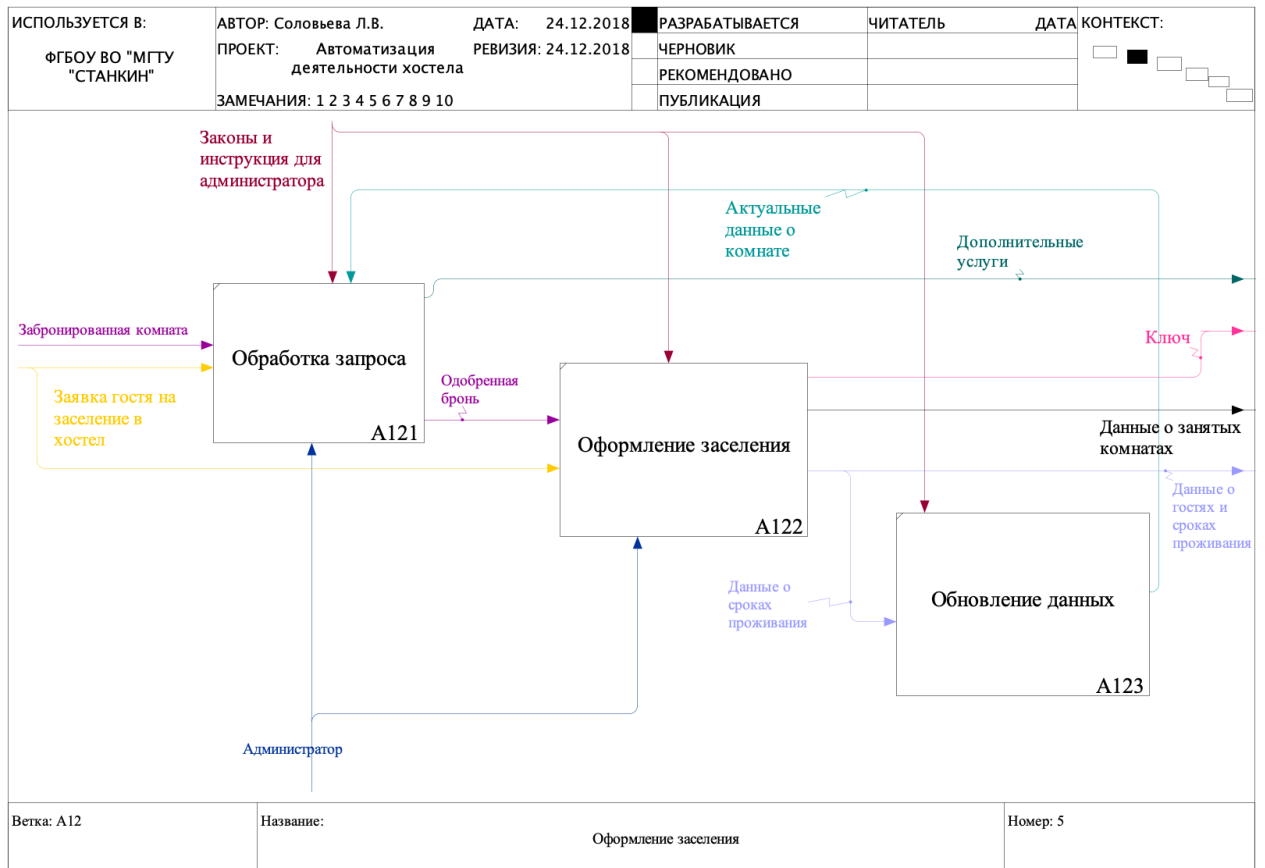 ИСПОЛЬЗУЕТСЯ В:
ФГБОУ ВО "МГТУ
"СТАНКИН"
АВТОР: Соловьева Л.В.
ДАТА: 24.12.2018
ПРОЕКТ: Автоматизация
деятельности хостела
РЕВИЗИЯ: 24.12.2018
ЗАМЕЧАНИЯ: 1 2 3 4 5 6 7 8 9 10
РАЗРАБАТЫВАЕТСЯ
ЧЕРНОВИК
РЕКОМЕНДОВАНО
ПУБЛИКАЦИЯ
ЧИТАТЕЛЬ
ДАТА
КОНТЕКСТ:
Законы и
инструкция для
администратора
Актуальные
данные о
комнате
Дополнительные
услуги
Забронированная комната
Обработка запроса
A121
Ключ
Заявка гостя на
заселение в
хостел
Одобренная
бронь
Оформление заселения
A122
Данные о занятых
комнатах
Данные о
гостях и
сроках
проживания
Данные о
сроках
проживания
Обновление данных
A123
Администратор
Ветка: A12
Название:
Оформление заселения
Номер: 5